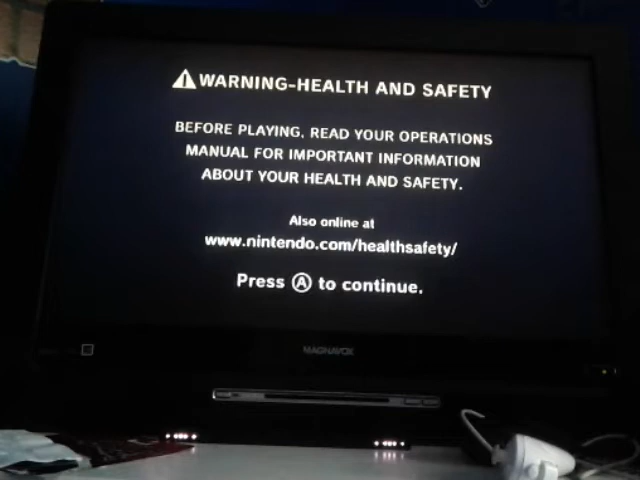 WARNING-HEALTH AND SAFETY
BEFORE PLAYING, READ YOUR OPERATIONS
MANUAL FOR IMPORTANT INFORMATION
ABOUT YOUR HEALTH AND SAFETY.
Also online at
www.nintendo.com/healthsafety/
Press Ⓐ to continue.
MAGNAVOX